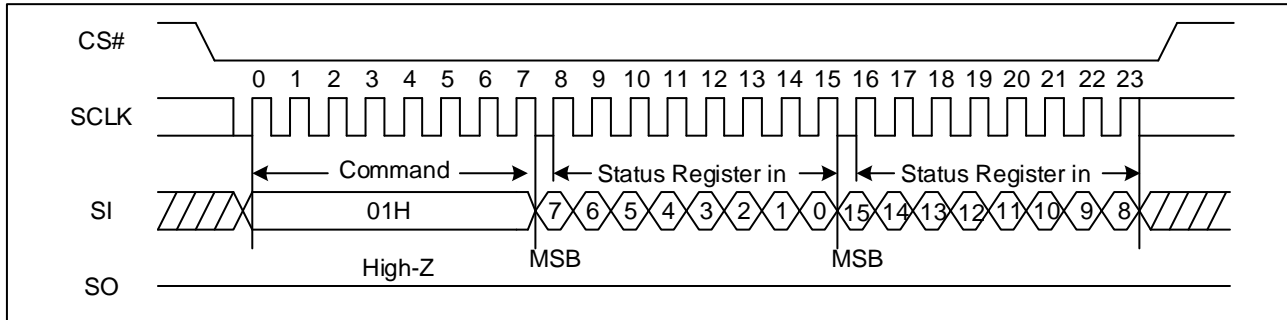 CS#
0 1 2 3 4 5 6 7 8 9 10 11 12 13 14 15 16 17 18 19 20 21 22 23
SCLK
Command Status Register in Status Register in
SI 01H 7 6 5 4 3 2 1 0 15 14 13 12 11 10 9 8
MSB MSB
High-Z
SO